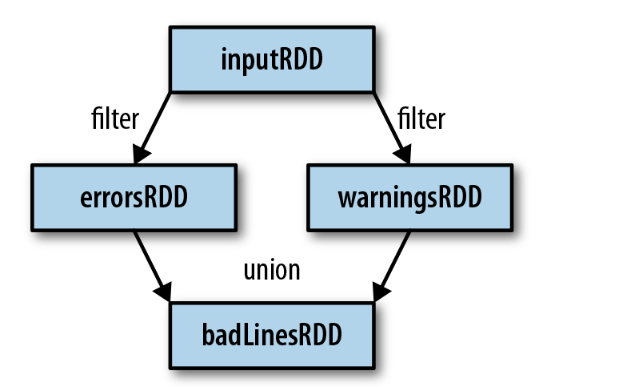 inputRDD
filter
filter
errorsRDD
warningsRDD
union
badLinesRDD